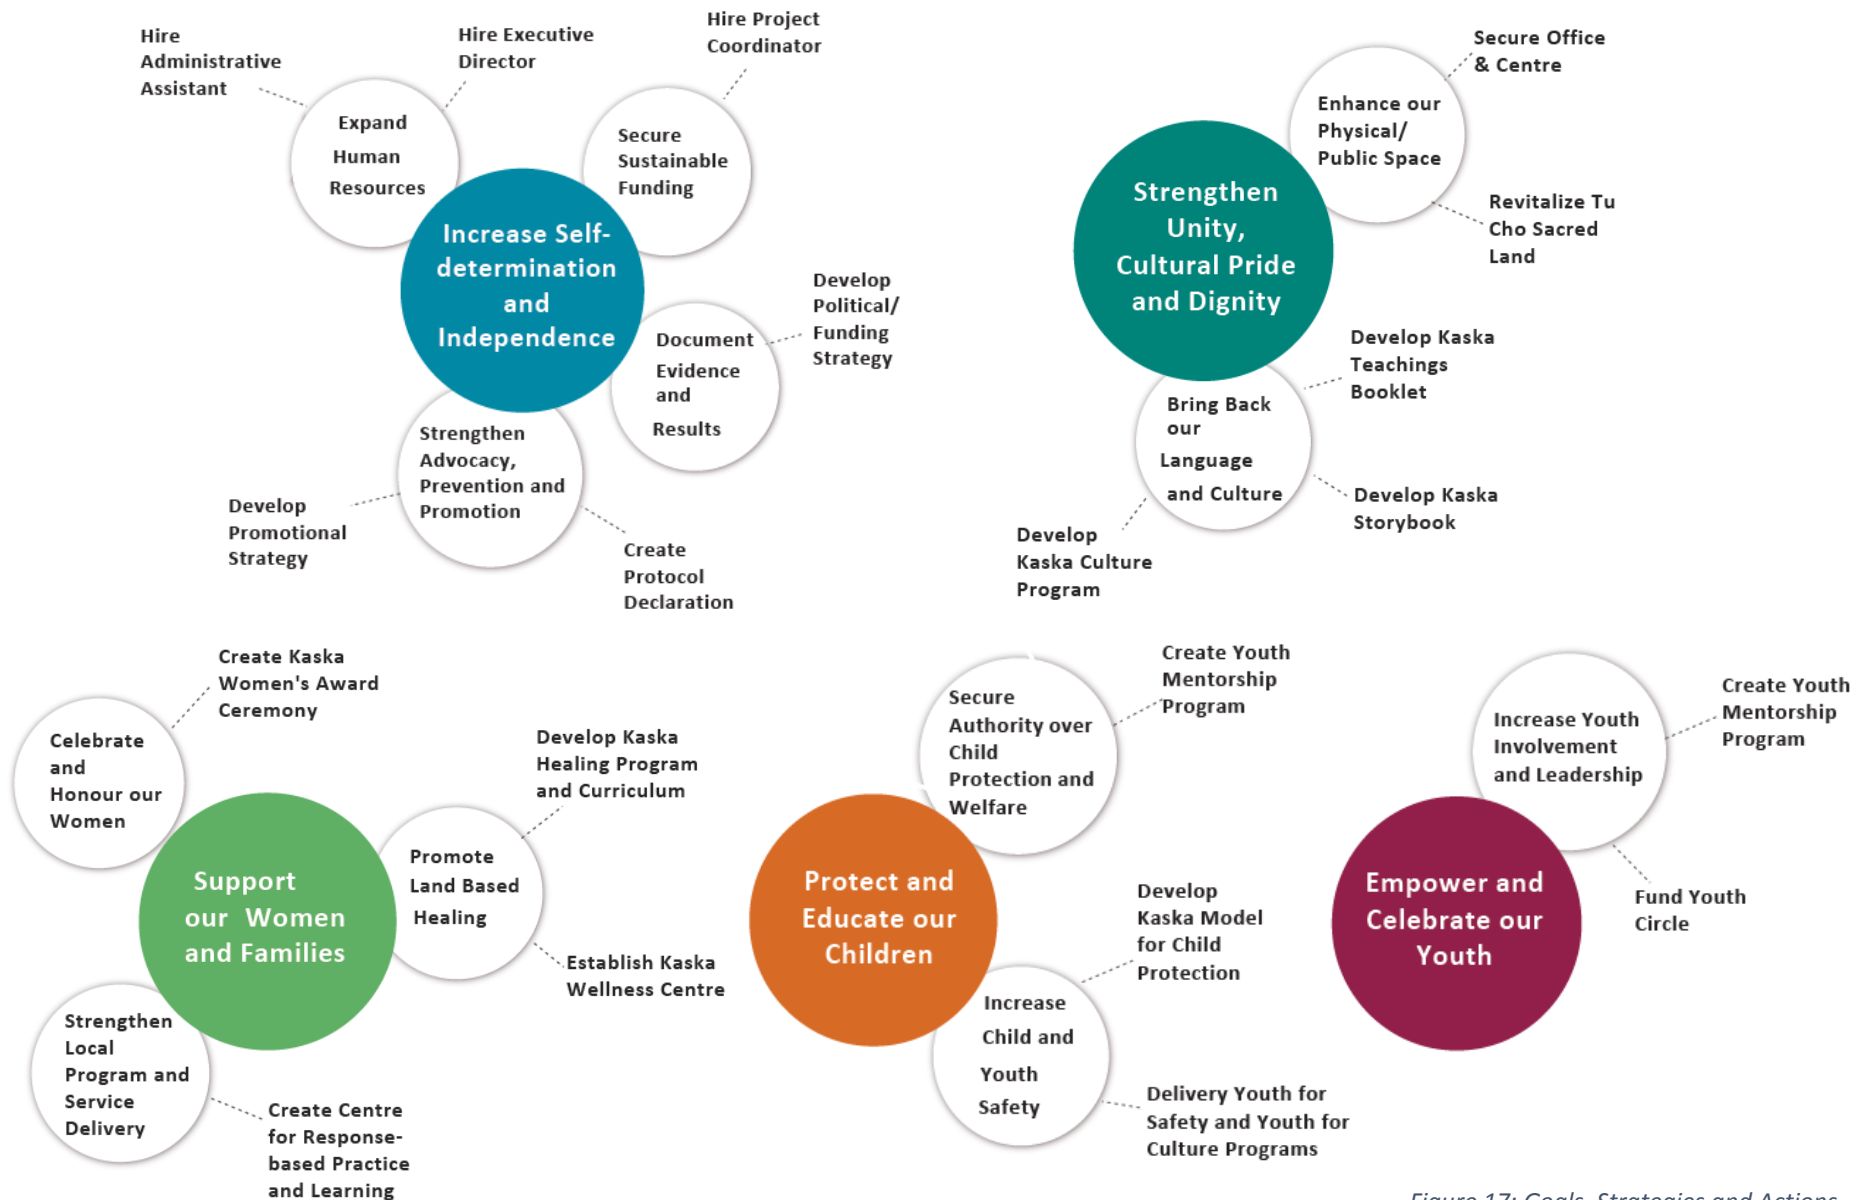 Hire
Administrative
Assistant
Hire Executive
Director
Hire Project
Coordinator
Expand
Human
Resources
Secure
Sustainable
Funding
Increase Self-
determination
and
Independence
Document
Evidence
and
Results
Develop
Political/
Funding
Strategy
Strengthen
Advocacy,
Prevention and
Promotion
Develop
Promotional
Strategy
Create
Protocol
Declaration
Secure Office
& Centre
Enhance our
Physical/
Public Space
Revitalize Tu
Cho Sacred
Land
Strengthen
Unity,
Cultural Pride
and Dignity
Develop Kaska
Teachings
Booklet
Bring Back
our
Language
and Culture
Develop Kaska
Storybook
Develop
Kaska Culture
Program
Create Kaska
Women's Award
Ceremony
Celebrate
and
Honour our
Women
Develop Kaska
Healing Program
and Curriculum
Promote
Land Based
Healing
Support
our Women
and Families
Establish Kaska
Wellness Centre
Strengthen
Local
Program and
Service
Delivery
Create Centre
for Response-
based Practice
and Learning
Create Youth
Mentorship
Program
Secure
Authority over
Child
Protection and
Welfare
Protect and
Educate our
Children
Develop
Kaska Model
for Child
Protection
Increase
Child and
Youth
Safety
Delivery Youth for
Safety and Youth for
Culture Programs
Increase Youth
Involvement
and Leadership
Create Youth
Mentorship
Program
Empower and
Celebrate our
Youth
Fund Youth
Circle
Figure 17: Goals, Strategies and Actions